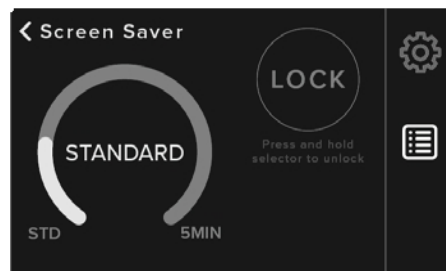 Screen Saver
LOCK
Press and hold
selector to unlock
STANDARD
STD
5MIN